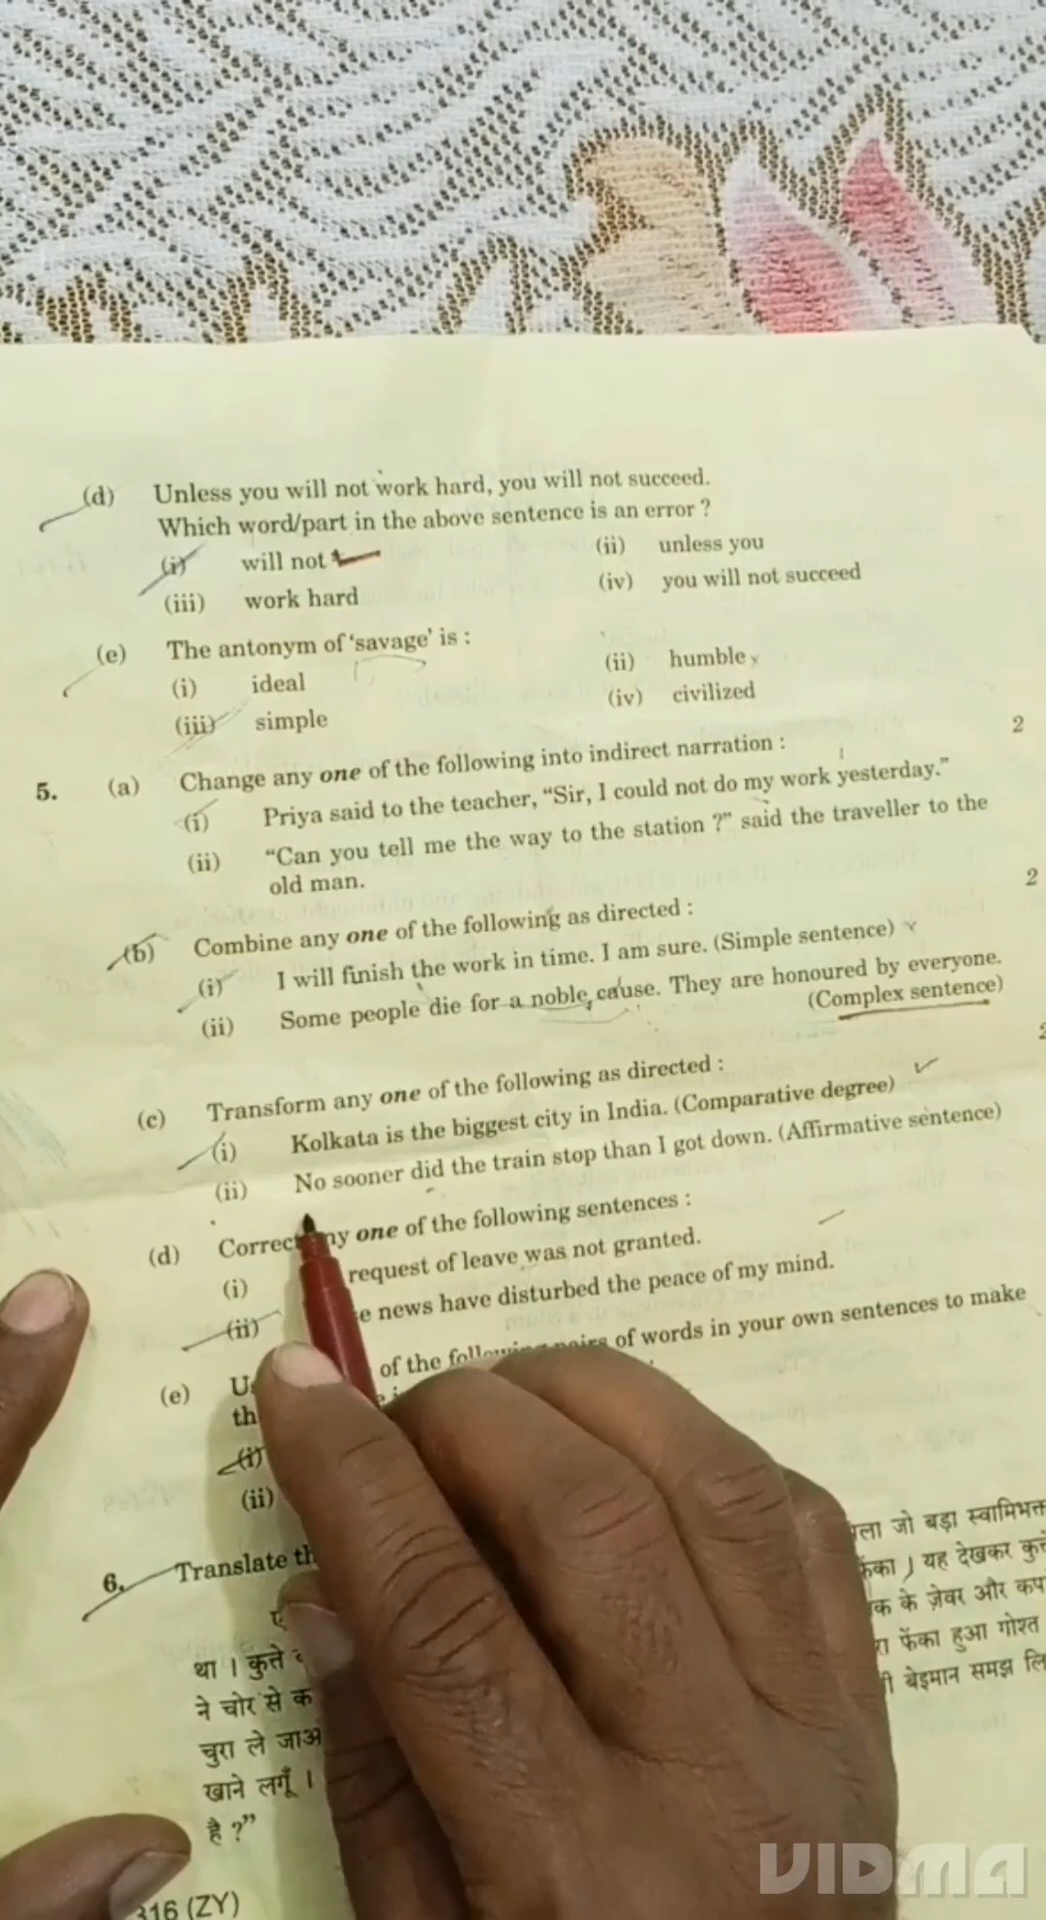 (d) Unless you will not work hard, you will not succeed.
Which word/part in the above sentence is an error ?
(i) will not (ii) unless you
(iii) work hard (iv) you will not succeed
(e) The antonym of ‘savage’ is :
(i) ideal (ii) humble
(iii) simple (iv) civilized
5. (a) Change any one of the following into indirect narration : 2
(i) Priya said to the teacher, “Sir, I could not do my work yesterday.”
(ii) “Can you tell me the way to the station ?” said the traveller to the
old man.
(b) Combine any one of the following as directed : 2
(i) I will finish the work in time. I am sure. (Simple sentence)
(ii) Some people die for a noble cause. They are honoured by everyone.
(Complex sentence)
(c) Transform any one of the following as directed :
(i) Kolkata is the biggest city in India. (Comparative degree)
(ii) No sooner did the train stop than I got down. (Affirmative sentence)
(d) Correct any one of the following sentences :
(i) request of leave was not granted.
(ii) news have disturbed the peace of my mind.
(e) of the following pairs of words in your own sentences to make
(i)
(ii)
6. Translate
जो बड़ा स्वामिभक्त
यह देखकर
के ज़ेवर और
फेंका हुआ गोश्त
था । कुत्ते
बेइमान समझ
ने चोर से
चुरा ले
खाने लगूँ ।
है ?”
316 (ZY)
VIDMA